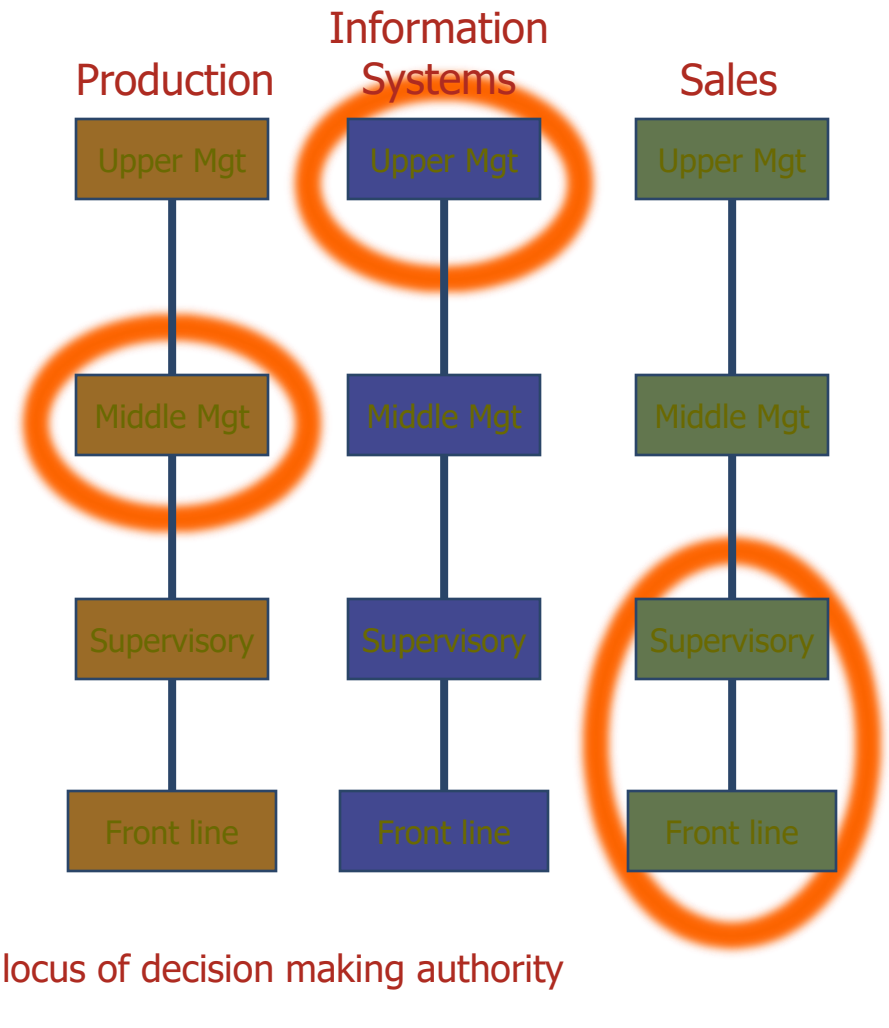 Information
Production Systems Sales
Upper Mgt Upper Mgt Upper Mgt
Middle Mgt Middle Mgt Middle Mgt
Supervisory Supervisory Supervisory
Front line Front line Front line
locus of decision making authority